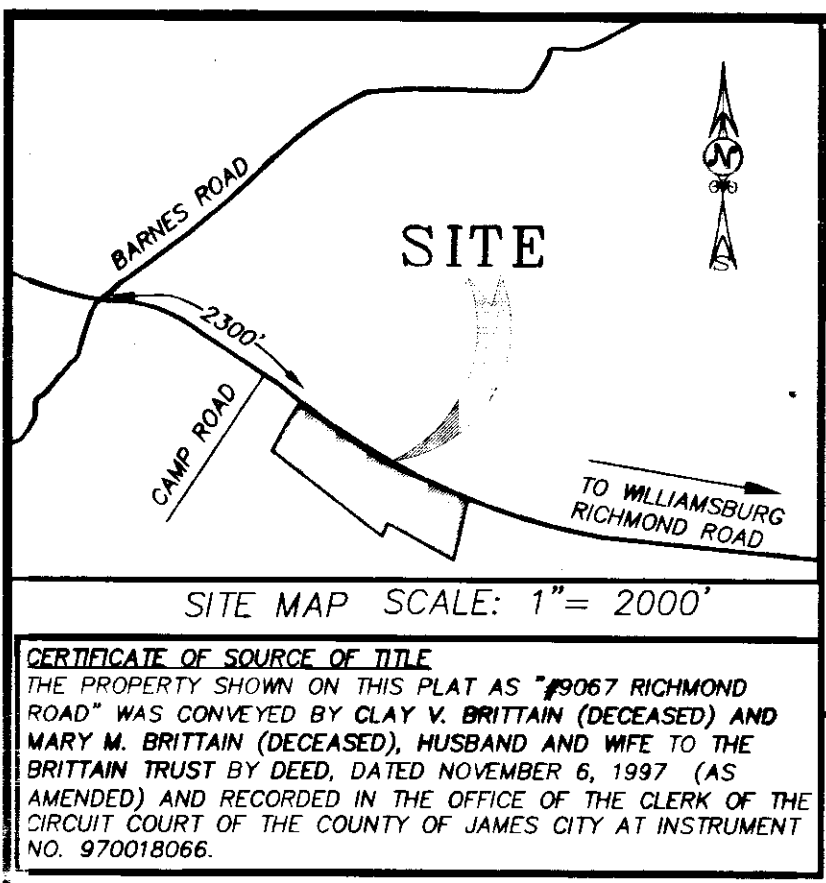 N
S
BARNES ROAD
SITE
2300'
CAMP ROAD
TO WILLIAMSBURG
RICHMOND ROAD
SITE MAP SCALE: 1"= 2000'
CERTIFICATE OF SOURCE OF TITLE
THE PROPERTY SHOWN ON THIS PLAT AS "#9067 RICHMOND
ROAD" WAS CONVEYED BY CLAY V. BRITTAIN (DECEASED) AND
MARY M. BRITTAIN (DECEASED), HUSBAND AND WIFE TO THE
BRITTAIN TRUST BY DEED, DATED NOVEMBER 6, 1997 (AS
AMENDED) AND RECORDED IN THE OFFICE OF THE CLERK OF THE
CIRCUIT COURT OF THE COUNTY OF JAMES CITY AT INSTRUMENT
NO. 970018066.